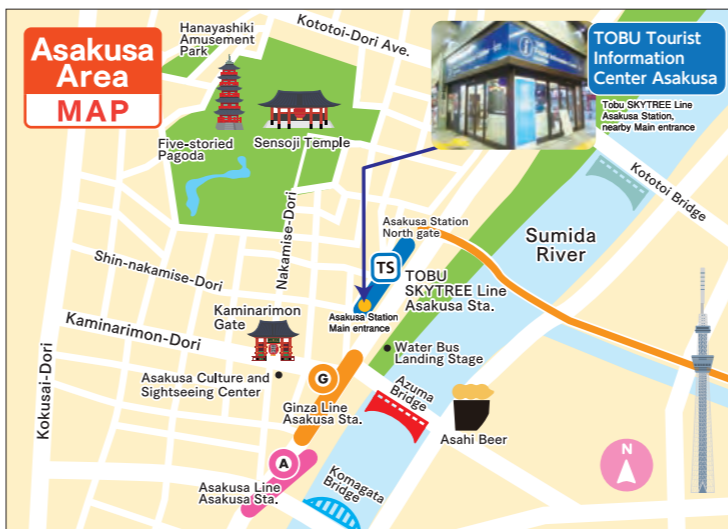 Asakusa
Area
MAP
Hanayashiki
Amusement
Park
Kototoi-Dori Ave.
TOBU Tourist
Information
Center Asakusa
Tobu SKYTREE Line
Asakusa Station,
nearby Main entrance
Five-storied
Pagoda
Sensoji Temple
Kototoi Bridge
Nakamise-Dori
Asakusa Station
North gate
Sumida
River
Shin-nakamise-Dori
TS
TOBU
SKYTREE Line
Asakusa Sta.
Kaminarimon
Gate
Asakusa Station
Main entrance
Kaminarimon-Dori
Water Bus
Landing Stage
Kokusai-Dori
Asakusa Culture and
Sightseeing Center
G
Ginza Line
Asakusa Sta.
Azuma
Bridge
Asahi Beer
A
Asakusa Line
Asakusa Sta.
Komagata
Bridge
N